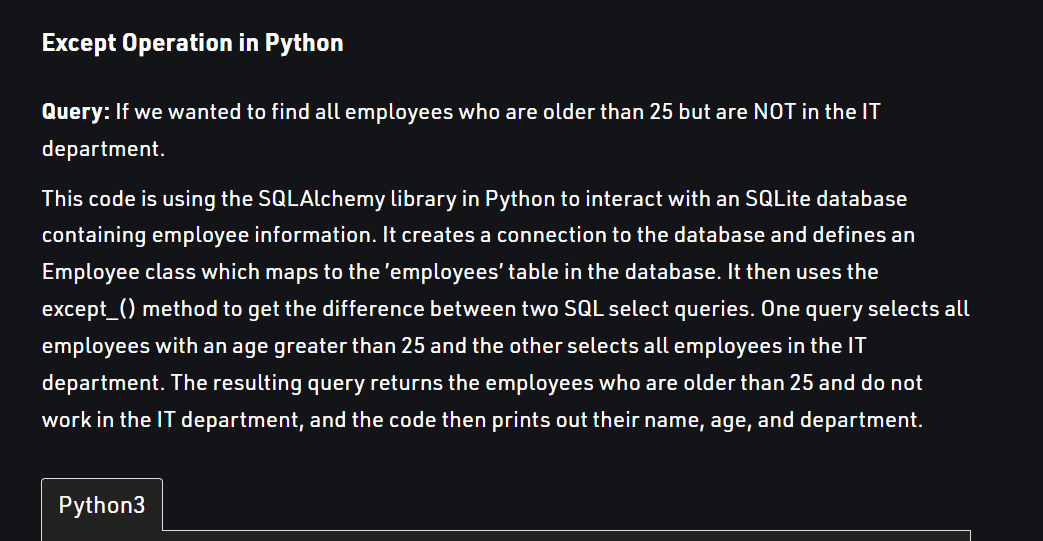 Except Operation in Python
Query: If we wanted to find all employees who are older than 25 but are NOT in the IT
department.
This code is using the SQLAlchemy library in Python to interact with an SQLite database
containing employee information. It creates a connection to the database and defines an
Employee class which maps to the 'employees' table in the database. It then uses the
except_() method to get the difference between two SQL select queries. One query selects all
employees with an age greater than 25 and the other selects all employees in the IT
department. The resulting query returns the employees who are older than 25 and do not
work in the IT department, and the code then prints out their name, age, and department.
Python3